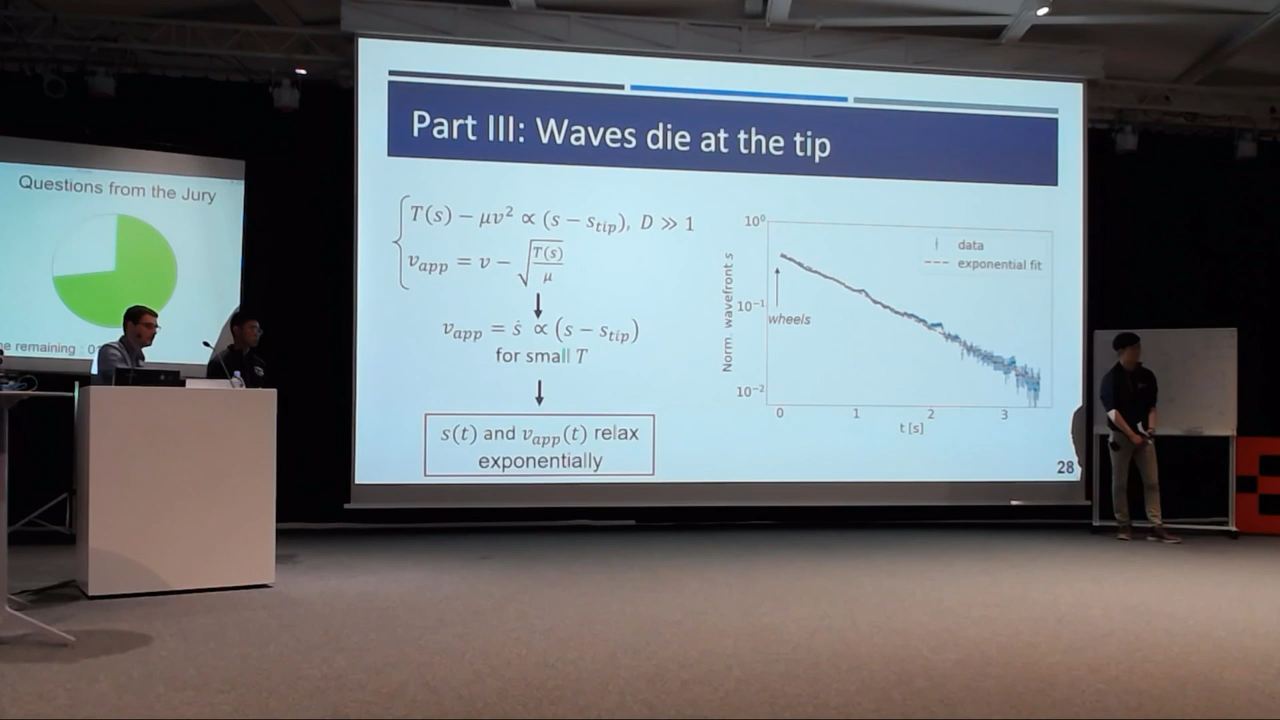 Questions from the Jury
e remaining 0
Part III: Waves die at the tip
T(s) − μv² ∝ (s − s_tip), D ≫ 1
v_app = v − √(T(s)/μ)
v_app = ṡ ∝ (s − s_tip)
for small T
s(t) and v_app(t) relax
exponentially
Norm. wavefront s
10⁰
10⁻¹
10⁻²
data
exponential fit
wheels
0 1 2 3
t [s]
28